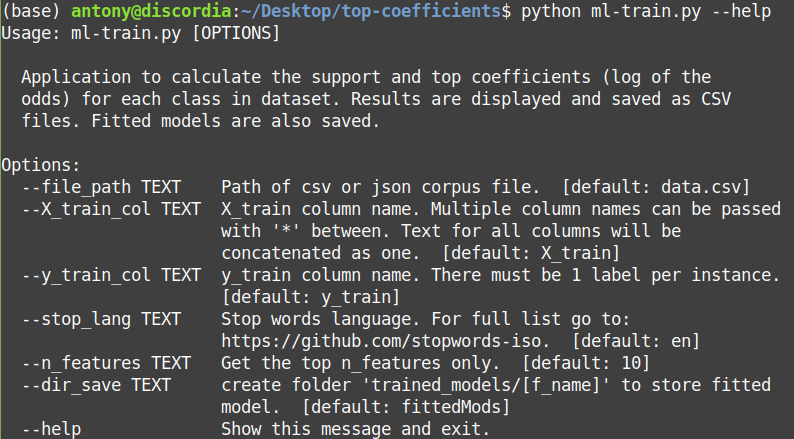 (base) antony@discordia:~/Desktop/top-coefficients$ python ml-train.py --help
Usage: ml-train.py [OPTIONS]
Application to calculate the support and top coefficients (log of the
odds) for each class in dataset. Results are displayed and saved as CSV
files. Fitted models are also saved.
Options:
--file_path TEXT    Path of csv or json corpus file.  [default: data.csv]
--X_train_col TEXT  X_train column name. Multiple column names can be passed
with '*' between. Text for all columns will be
concatenated as one.  [default: X_train]
--y_train_col TEXT  y_train column name. There must be 1 label per instance.
[default: y_train]
--stop_lang TEXT    Stop words language. For full list go to:
https://github.com/stopwords-iso.  [default: en]
--n_features TEXT   Get the top n_features only.  [default: 10]
--dir_save TEXT     create folder 'trained_models/[f_name]' to store fitted
model.  [default: fittedMods]
--help              Show this message and exit.